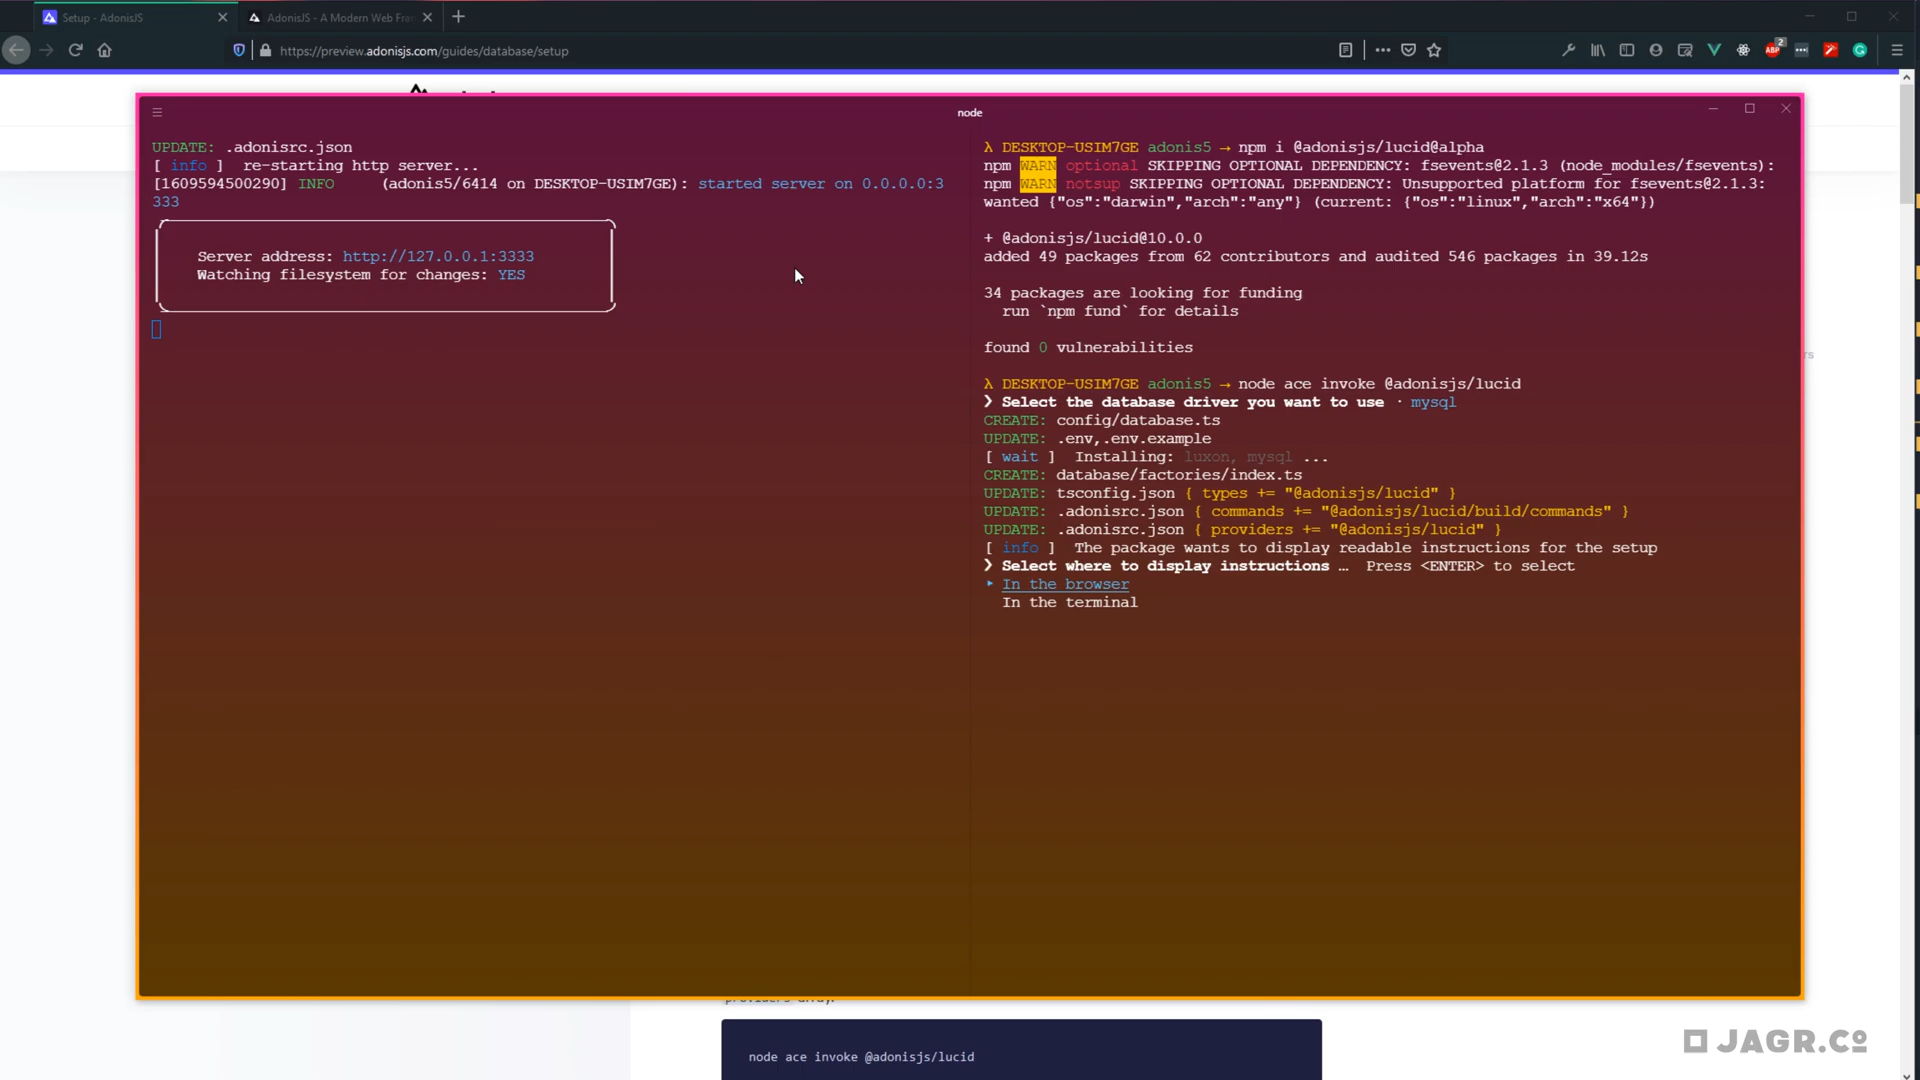 Setup - AdonisJS
AdonisJS - A Modern Web Fra
https://preview.adonisjs.com/guides/database/setup
ABP
2
node
UPDATE: .adonisrc.json
[ info ] re-starting http server...
[1609594500290] INFO (adonis5/6414 on DESKTOP-USIM7GE): started server on 0.0.0.0:3
333
Server address: http://127.0.0.1:3333
Watching filesystem for changes: YES
λ DESKTOP-USIM7GE adonis5 → npm i @adonisjs/lucid@alpha
npm WARN optional SKIPPING OPTIONAL DEPENDENCY: fsevents@2.1.3 (node_modules/fsevents):
npm WARN notsup SKIPPING OPTIONAL DEPENDENCY: Unsupported platform for fsevents@2.1.3:
wanted {"os":"darwin","arch":"any"} (current: {"os":"linux","arch":"x64"})
+ @adonisjs/lucid@10.0.0
added 49 packages from 62 contributors and audited 546 packages in 39.12s
34 packages are looking for funding
run `npm fund` for details
found 0 vulnerabilities
λ DESKTOP-USIM7GE adonis5 → node ace invoke @adonisjs/lucid
❯ Select the database driver you want to use · mysql
CREATE: config/database.ts
UPDATE: .env,.env.example
[ wait ] Installing: luxon, mysql ...
CREATE: database/factories/index.ts
UPDATE: tsconfig.json { types += "@adonisjs/lucid" }
UPDATE: .adonisrc.json { commands += "@adonisjs/lucid/build/commands" }
UPDATE: .adonisrc.json { providers += "@adonisjs/lucid" }
[ info ] The package wants to display readable instructions for the setup
❯ Select where to display instructions … Press <ENTER> to select
▸ In the browser
In the terminal
providers array.
node ace invoke @adonisjs/lucid
JAGR.Co